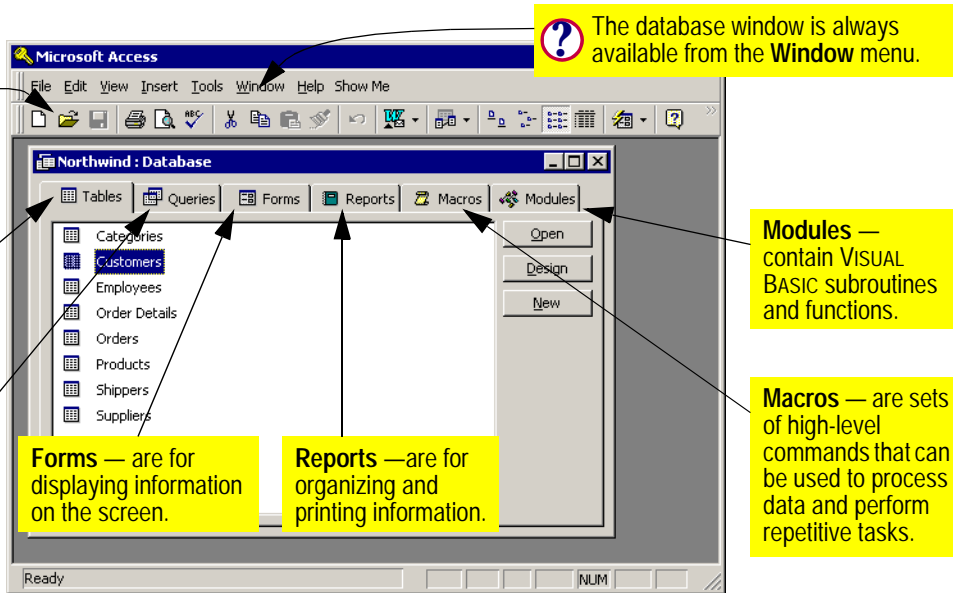 The database window is always
available from the Window menu.
Microsoft Access
File Edit View Insert Tools Window Help Show Me
ABC
W
Northwind : Database
Tables Queries Forms Reports Macros Modules
Categories
Customers
Employees
Order Details
Orders
Products
Shippers
Suppliers
Open
Design
New
Modules —
contain VISUAL
BASIC subroutines
and functions.
Macros — are sets
of high-level
commands that can
be used to process
data and perform
repetitive tasks.
Forms — are for
displaying information
on the screen.
Reports —are for
organizing and
printing information.
Ready NUM